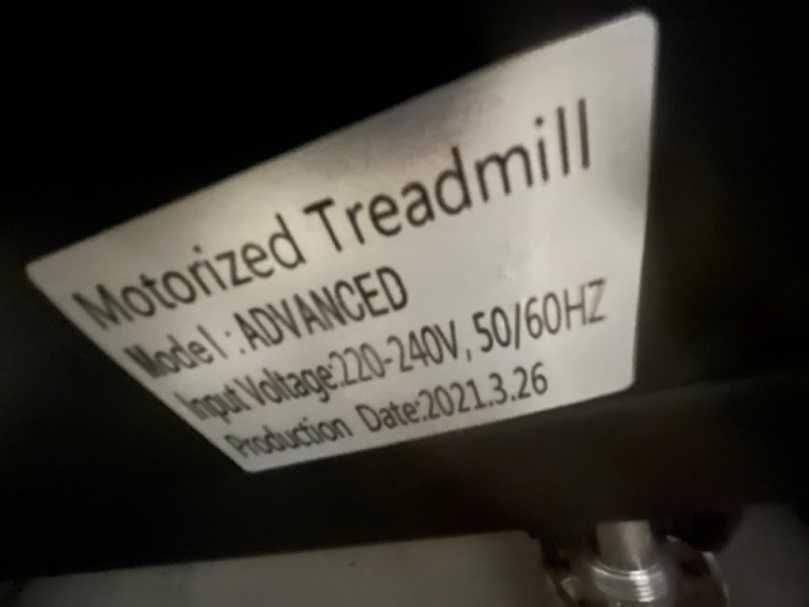 Motorized Treadmill
Model:ADVANCED
Input Voltage:220-240V, 50/60HZ
Production Date:2021.3.26